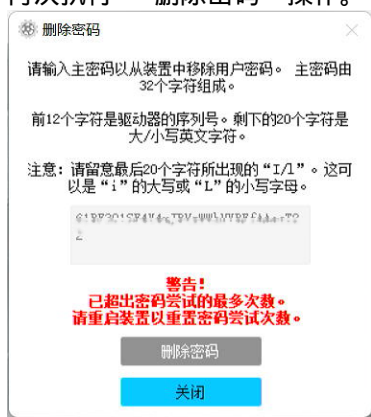 再次执行 "删除密码" 操作。
删除密码
请输入主密码以从装置中移除用户密码。 主密码由
32个字符组成。
前12个字符是驱动器的序列号。剩下的20个字符是
大/小写英文字符。
注意: 请留意最后20个字符所出现的“I/l”。这可
以是“i”的大写或“L”的小写字母。
警告!
已超出密码尝试的最多次数。
请重启装置以重置密码尝试次数。
删除密码
关闭